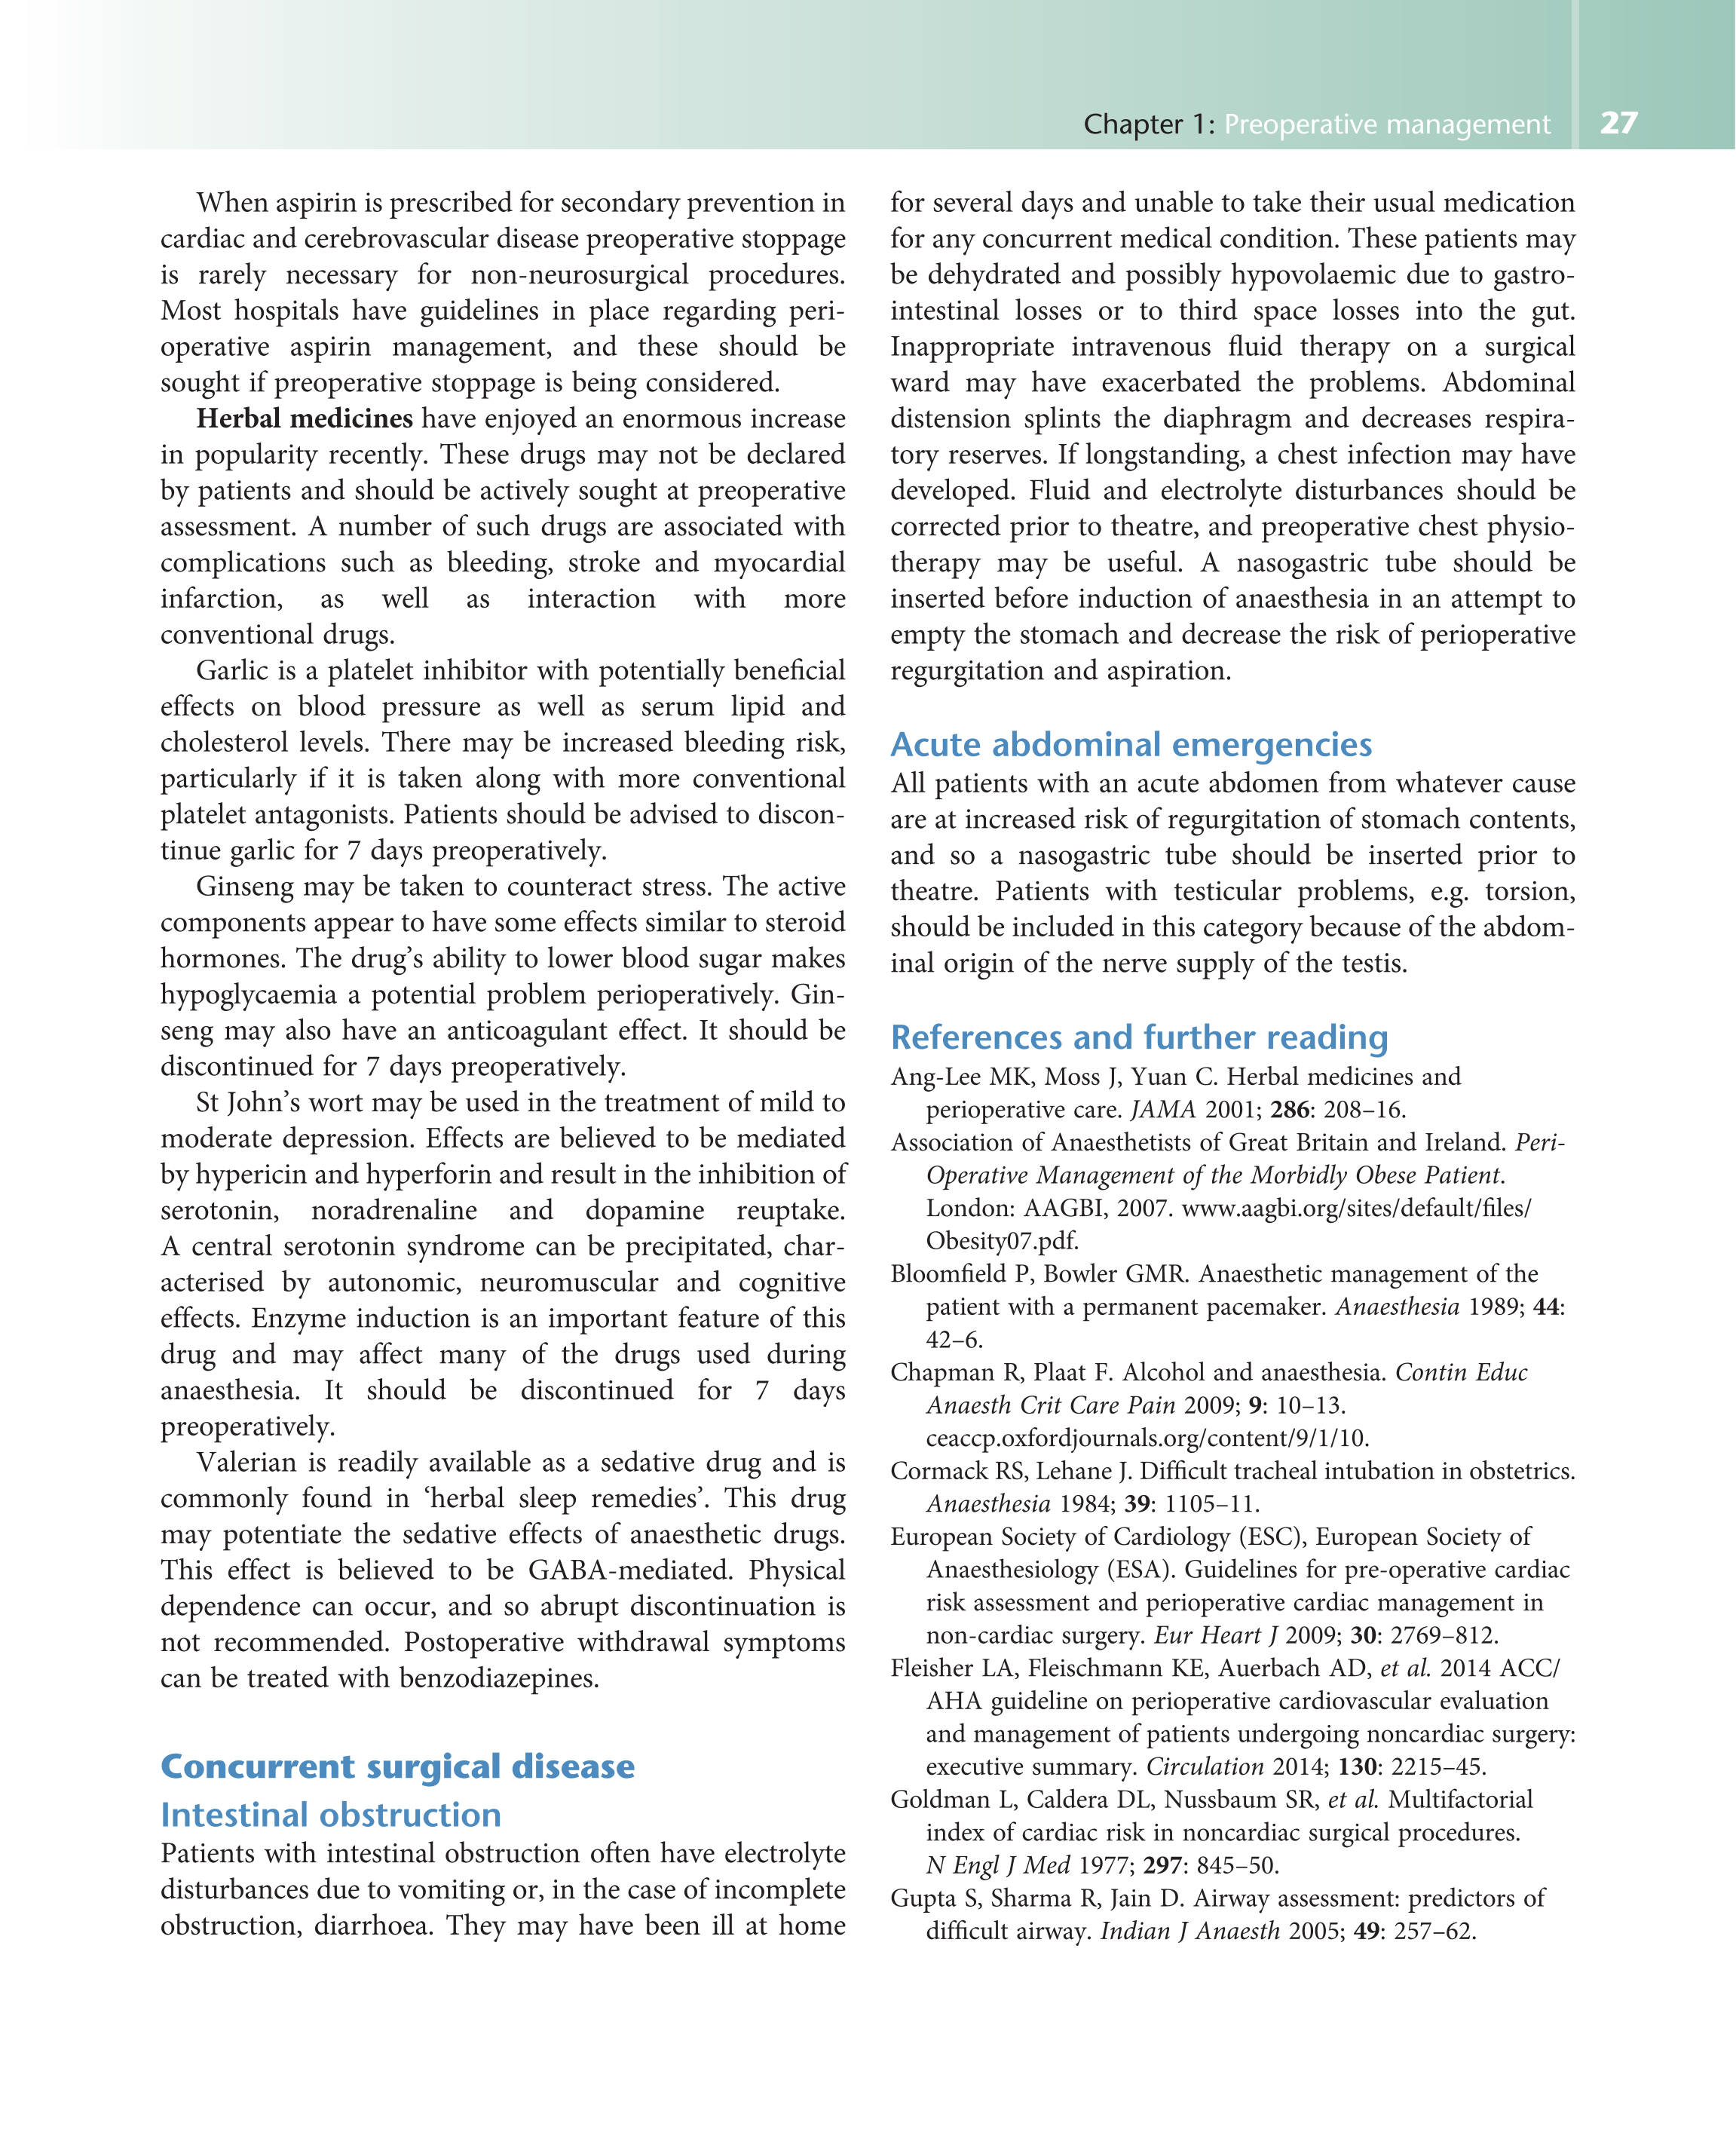 Chapter 1: Preoperative management 27
When aspirin is prescribed for secondary prevention in
cardiac and cerebrovascular disease preoperative stoppage
is rarely necessary for non-neurosurgical procedures.
Most hospitals have guidelines in place regarding peri-
operative aspirin management, and these should be
sought if preoperative stoppage is being considered.
Herbal medicines have enjoyed an enormous increase
in popularity recently. These drugs may not be declared
by patients and should be actively sought at preoperative
assessment. A number of such drugs are associated with
complications such as bleeding, stroke and myocardial
infarction, as well as interaction with more
conventional drugs.
Garlic is a platelet inhibitor with potentially beneficial
effects on blood pressure as well as serum lipid and
cholesterol levels. There may be increased bleeding risk,
particularly if it is taken along with more conventional
platelet antagonists. Patients should be advised to discon-
tinue garlic for 7 days preoperatively.
Ginseng may be taken to counteract stress. The active
components appear to have some effects similar to steroid
hormones. The drug’s ability to lower blood sugar makes
hypoglycaemia a potential problem perioperatively. Gin-
seng may also have an anticoagulant effect. It should be
discontinued for 7 days preoperatively.
St John’s wort may be used in the treatment of mild to
moderate depression. Effects are believed to be mediated
by hypericin and hyperforin and result in the inhibition of
serotonin, noradrenaline and dopamine reuptake.
A central serotonin syndrome can be precipitated, char-
acterised by autonomic, neuromuscular and cognitive
effects. Enzyme induction is an important feature of this
drug and may affect many of the drugs used during
anaesthesia. It should be discontinued for 7 days
preoperatively.
Valerian is readily available as a sedative drug and is
commonly found in ‘herbal sleep remedies’. This drug
may potentiate the sedative effects of anaesthetic drugs.
This effect is believed to be GABA-mediated. Physical
dependence can occur, and so abrupt discontinuation is
not recommended. Postoperative withdrawal symptoms
can be treated with benzodiazepines.
Concurrent surgical disease
Intestinal obstruction
Patients with intestinal obstruction often have electrolyte
disturbances due to vomiting or, in the case of incomplete
obstruction, diarrhoea. They may have been ill at home
for several days and unable to take their usual medication
for any concurrent medical condition. These patients may
be dehydrated and possibly hypovolaemic due to gastro-
intestinal losses or to third space losses into the gut.
Inappropriate intravenous fluid therapy on a surgical
ward may have exacerbated the problems. Abdominal
distension splints the diaphragm and decreases respira-
tory reserves. If longstanding, a chest infection may have
developed. Fluid and electrolyte disturbances should be
corrected prior to theatre, and preoperative chest physio-
therapy may be useful. A nasogastric tube should be
inserted before induction of anaesthesia in an attempt to
empty the stomach and decrease the risk of perioperative
regurgitation and aspiration.
Acute abdominal emergencies
All patients with an acute abdomen from whatever cause
are at increased risk of regurgitation of stomach contents,
and so a nasogastric tube should be inserted prior to
theatre. Patients with testicular problems, e.g. torsion,
should be included in this category because of the abdom-
inal origin of the nerve supply of the testis.
References and further reading
Ang-Lee MK, Moss J, Yuan C. Herbal medicines and
perioperative care. JAMA 2001; 286: 208–16.
Association of Anaesthetists of Great Britain and Ireland. Peri-
Operative Management of the Morbidly Obese Patient.
London: AAGBI, 2007. www.aagbi.org/sites/default/files/
Obesity07.pdf.
Bloomfield P, Bowler GMR. Anaesthetic management of the
patient with a permanent pacemaker. Anaesthesia 1989; 44:
42–6.
Chapman R, Plaat F. Alcohol and anaesthesia. Contin Educ
Anaesth Crit Care Pain 2009; 9: 10–13.
ceaccp.oxfordjournals.org/content/9/1/10.
Cormack RS, Lehane J. Difficult tracheal intubation in obstetrics.
Anaesthesia 1984; 39: 1105–11.
European Society of Cardiology (ESC), European Society of
Anaesthesiology (ESA). Guidelines for pre-operative cardiac
risk assessment and perioperative cardiac management in
non-cardiac surgery. Eur Heart J 2009; 30: 2769–812.
Fleisher LA, Fleischmann KE, Auerbach AD, et al. 2014 ACC/
AHA guideline on perioperative cardiovascular evaluation
and management of patients undergoing noncardiac surgery:
executive summary. Circulation 2014; 130: 2215–45.
Goldman L, Caldera DL, Nussbaum SR, et al. Multifactorial
index of cardiac risk in noncardiac surgical procedures.
N Engl J Med 1977; 297: 845–50.
Gupta S, Sharma R, Jain D. Airway assessment: predictors of
difficult airway. Indian J Anaesth 2005; 49: 257–62.